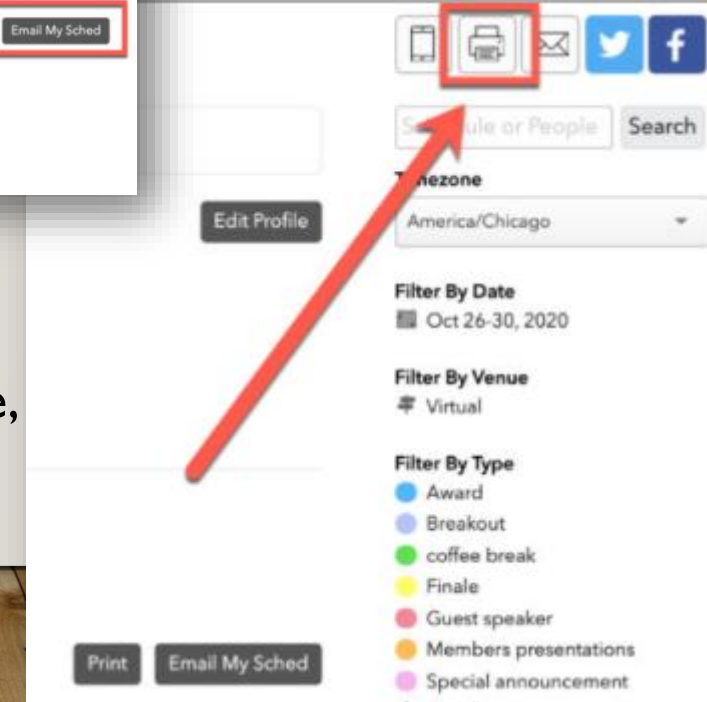 Email My Sched
Search
Edit Profile
America/Chicago
Filter By Date
Oct 26-30, 2020
e,
Filter By Venue
Virtual
Filter By Type
Award
Breakout
coffee break
Finale
Guest speaker
Members presentations
Print
Email My Sched
Special announcement